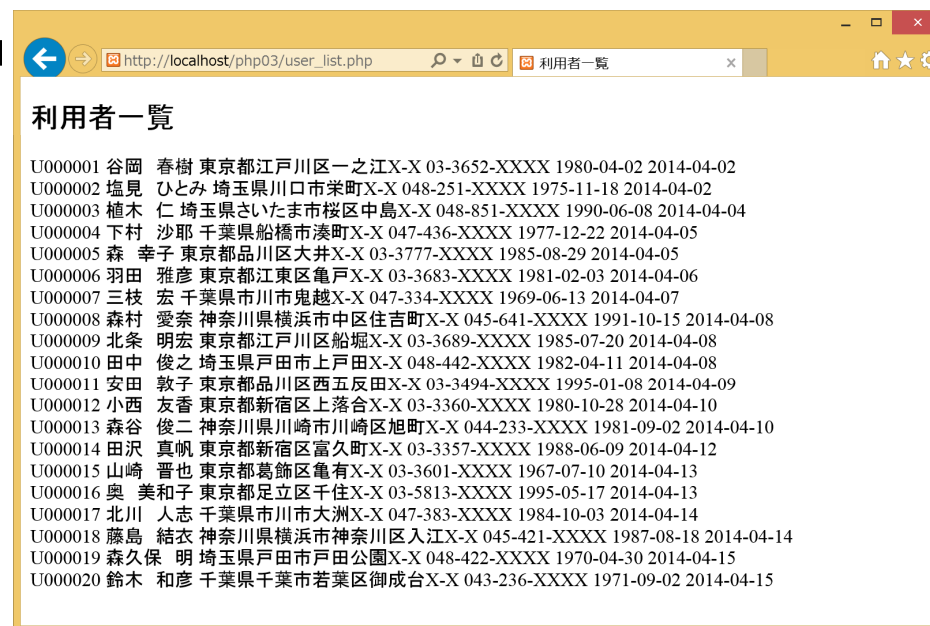 http://localhost/php03/user_list.php 利用者一覧
利用者一覧
U000001 谷岡　春樹 東京都江戸川区一之江X-X 03-3652-XXXX 1980-04-02 2014-04-02
U000002 塩見　ひとみ 埼玉県川口市栄町X-X 048-251-XXXX 1975-11-18 2014-04-02
U000003 植木　仁 埼玉県さいたま市桜区中島X-X 048-851-XXXX 1990-06-08 2014-04-04
U000004 下村　沙耶 千葉県船橋市湊町X-X 047-436-XXXX 1977-12-22 2014-04-05
U000005 森　幸子 東京都品川区大井X-X 03-3777-XXXX 1985-08-29 2014-04-05
U000006 羽田　雅彦 東京都江東区亀戸X-X 03-3683-XXXX 1981-02-03 2014-04-06
U000007 三枝　宏 千葉県市川市鬼越X-X 047-334-XXXX 1969-06-13 2014-04-07
U000008 森村　愛奈 神奈川県横浜市中区住吉町X-X 045-641-XXXX 1991-10-15 2014-04-08
U000009 北条　明宏 東京都江戸川区船堀X-X 03-3689-XXXX 1985-07-20 2014-04-08
U000010 田中　俊之 埼玉県戸田市上戸田X-X 048-442-XXXX 1982-04-11 2014-04-08
U000011 安田　敦子 東京都品川区西五反田X-X 03-3494-XXXX 1995-01-08 2014-04-09
U000012 小西　友香 東京都新宿区上落合X-X 03-3360-XXXX 1980-10-28 2014-04-10
U000013 森谷　俊二 神奈川県川崎市川崎区旭町X-X 044-233-XXXX 1981-09-02 2014-04-10
U000014 田沢　真帆 東京都新宿区富久町X-X 03-3357-XXXX 1988-06-09 2014-04-12
U000015 山崎　晋也 東京都葛飾区亀有X-X 03-3601-XXXX 1967-07-10 2014-04-13
U000016 奥　美和子 東京都足立区千住X-X 03-5813-XXXX 1995-05-17 2014-04-13
U000017 北川　人志 千葉県市川市大洲X-X 047-383-XXXX 1984-10-03 2014-04-14
U000018 藤島　結衣 神奈川県横浜市神奈川区入江X-X 045-421-XXXX 1987-08-18 2014-04-14
U000019 森久保　明 埼玉県戸田市戸田公園X-X 048-422-XXXX 1970-04-30 2014-04-15
U000020 鈴木　和彦 千葉県千葉市若葉区御成台X-X 043-236-XXXX 1971-09-02 2014-04-15